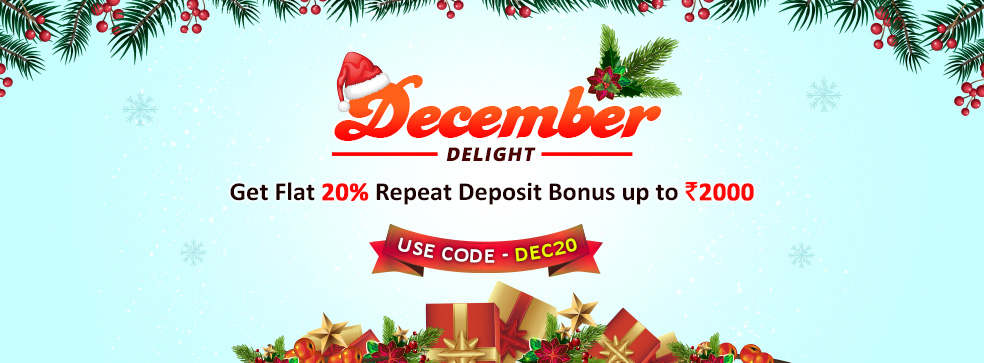 December
DELIGHT
Get Flat 20% Repeat Deposit Bonus up to ₹2000
USE CODE - DEC20